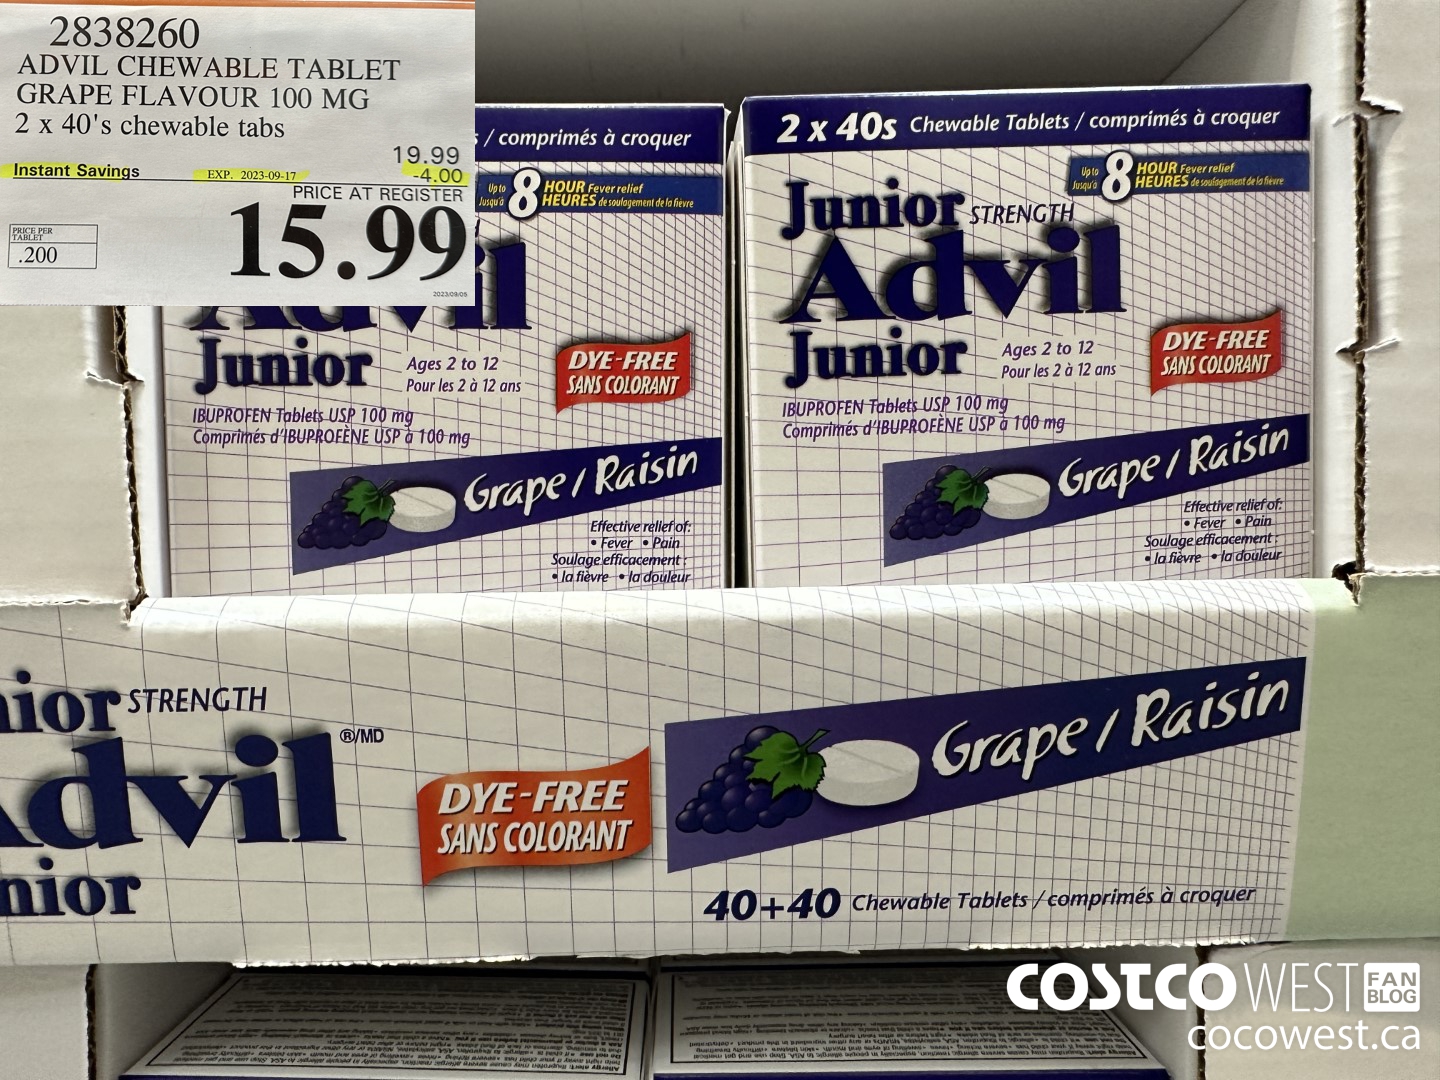 2838260
ADVIL CHEWABLE TABLET
GRAPE FLAVOUR 100 MG
2 x 40's chewable tabs
19.99
Instant Savings EXP. 2023-09-17 -4.00
PRICE AT REGISTER
15.99
PRICE PER
TABLET
.200
2023/09/05
s / comprimés à croquer
Up to
Jusqu'à
8 HOUR Fever relief
HEURES de soulagement de la fièvre
Advil
Junior
Ages 2 to 12
Pour les 2 à 12 ans
DYE-FREE
SANS COLORANT
IBUPROFEN Tablets USP 100 mg
Comprimés d'IBUPROFÈNE USP à 100 mg
Grape / Raisin
Effective relief of:
• Fever • Pain
Soulage efficacement :
• la fièvre • la douleur
2 x 40s Chewable Tablets / comprimés à croquer
Up to
Jusqu'à
8 HOUR Fever relief
HEURES de soulagement de la fièvre
Junior STRENGTH
Advil
Junior
Ages 2 to 12
Pour les 2 à 12 ans
DYE-FREE
SANS COLORANT
IBUPROFEN Tablets USP 100 mg
Comprimés d'IBUPROFÈNE USP à 100 mg
Grape / Raisin
Effective relief of:
• Fever • Pain
Soulage efficacement :
• la fièvre • la douleur
nior STRENGTH
Advil ®/MD
nior
DYE-FREE
SANS COLORANT
Grape / Raisin
40+40 Chewable Tablets / comprimés à croquer
COSTCO WEST FAN BLOG
cocowest.ca